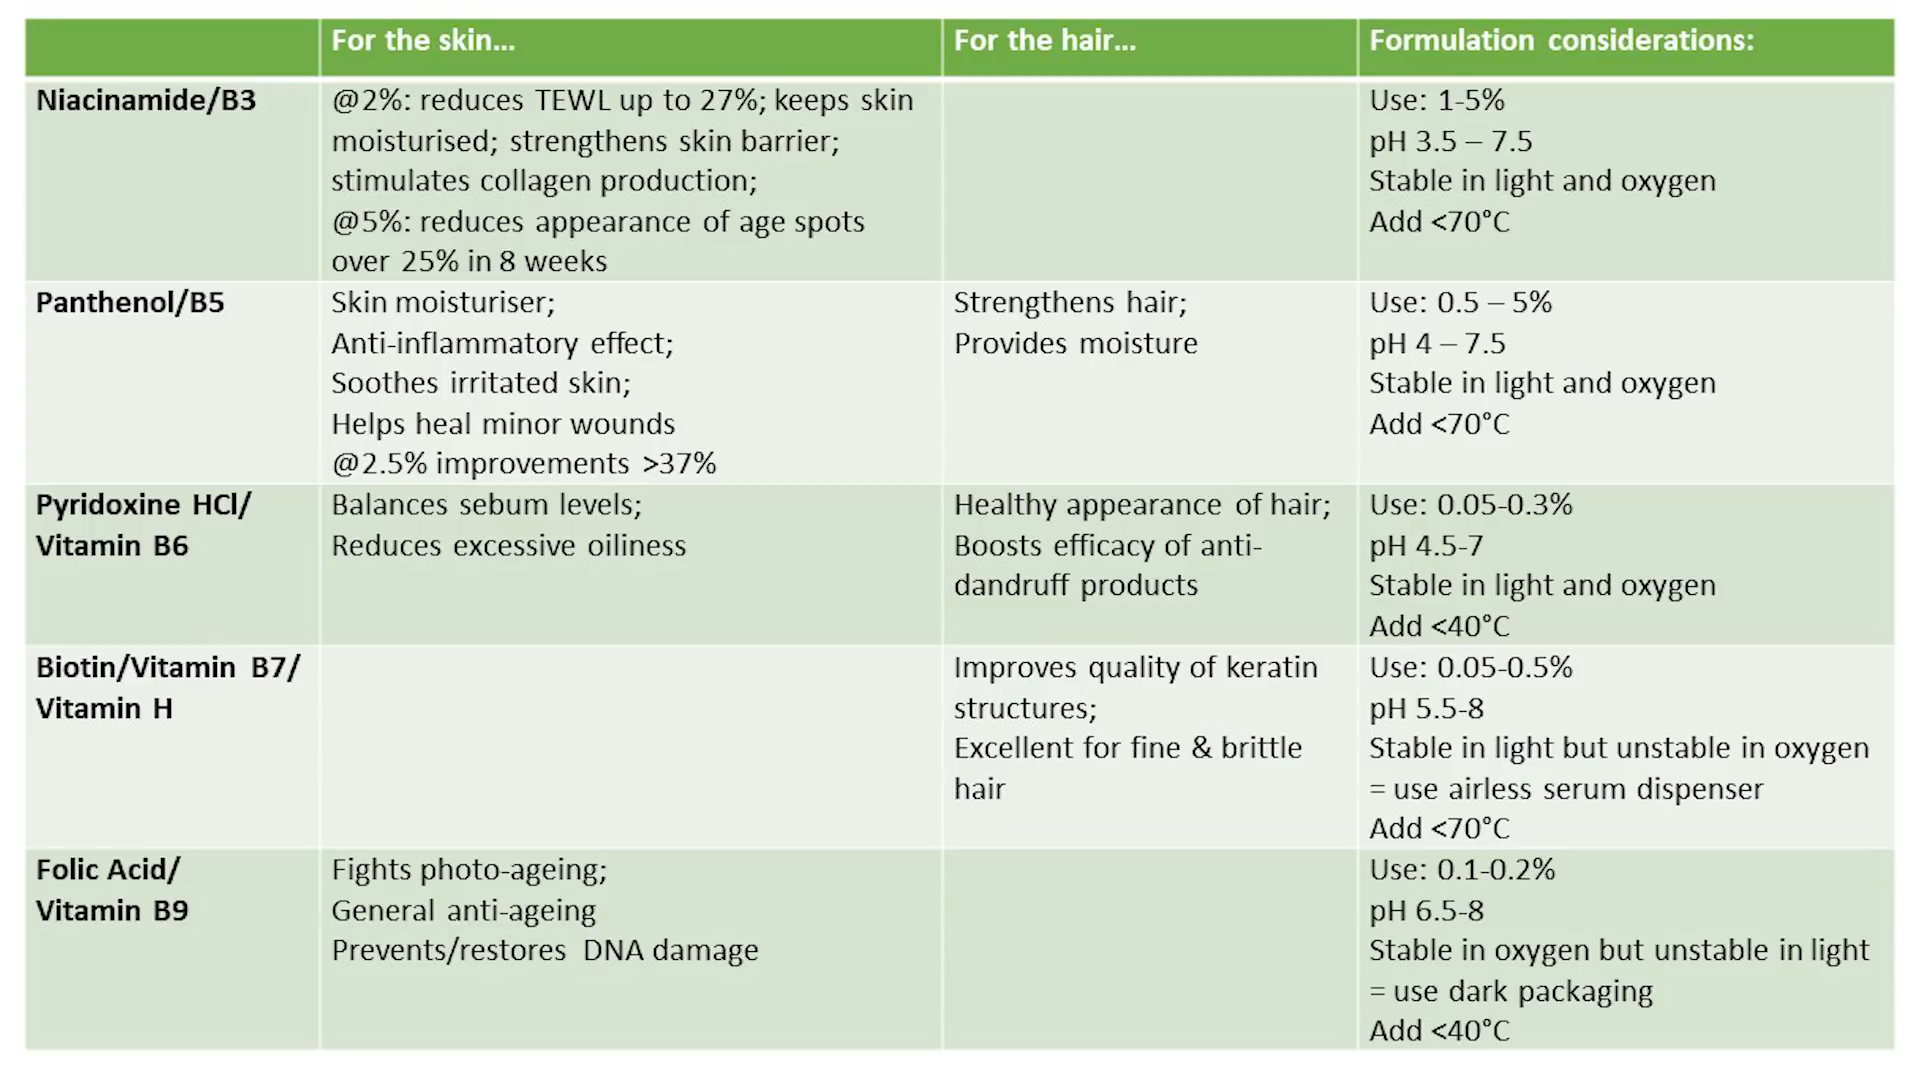 For the skin...
For the hair...
Formulation considerations:
Niacinamide/B3
@2%: reduces TEWL up to 27%; keeps skin
moisturised; strengthens skin barrier;
stimulates collagen production;
@5%: reduces appearance of age spots
over 25% in 8 weeks
Use: 1-5%
pH 3.5 – 7.5
Stable in light and oxygen
Add <70°C
Panthenol/B5
Skin moisturiser;
Anti-inflammatory effect;
Soothes irritated skin;
Helps heal minor wounds
@2.5% improvements >37%
Strengthens hair;
Provides moisture
Use: 0.5 – 5%
pH 4 – 7.5
Stable in light and oxygen
Add <70°C
Pyridoxine HCl/
Vitamin B6
Balances sebum levels;
Reduces excessive oiliness
Healthy appearance of hair;
Boosts efficacy of anti-
dandruff products
Use: 0.05-0.3%
pH 4.5-7
Stable in light and oxygen
Add <40°C
Biotin/Vitamin B7/
Vitamin H
Improves quality of keratin
structures;
Excellent for fine & brittle
hair
Use: 0.05-0.5%
pH 5.5-8
Stable in light but unstable in oxygen
= use airless serum dispenser
Add <70°C
Folic Acid/
Vitamin B9
Fights photo-ageing;
General anti-ageing
Prevents/restores DNA damage
Use: 0.1-0.2%
pH 6.5-8
Stable in oxygen but unstable in light
= use dark packaging
Add <40°C